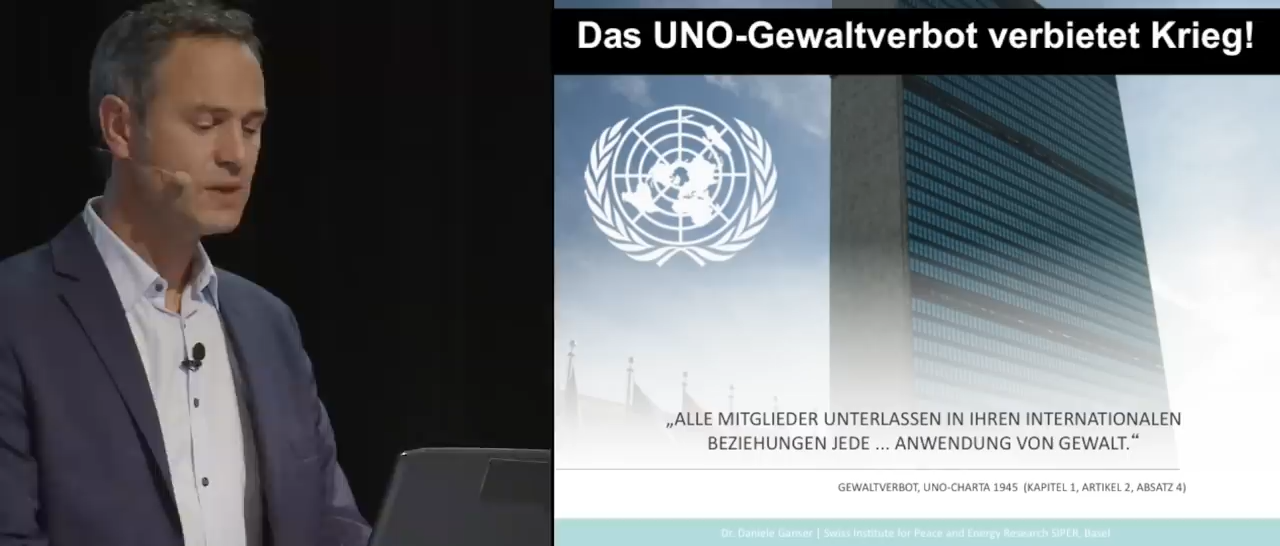 Das UNO-Gewaltverbot verbietet Krieg!
„ALLE MITGLIEDER UNTERLASSEN IN IHREN INTERNATIONALEN
BEZIEHUNGEN JEDE ... ANWENDUNG VON GEWALT.“
GEWALTVERBOT, UNO-CHARTA 1945 (KAPITEL 1, ARTIKEL 2, ABSATZ 4)
Dr. Daniele Ganser | Swiss Institute for Peace and Energy Research SIPER, Basel